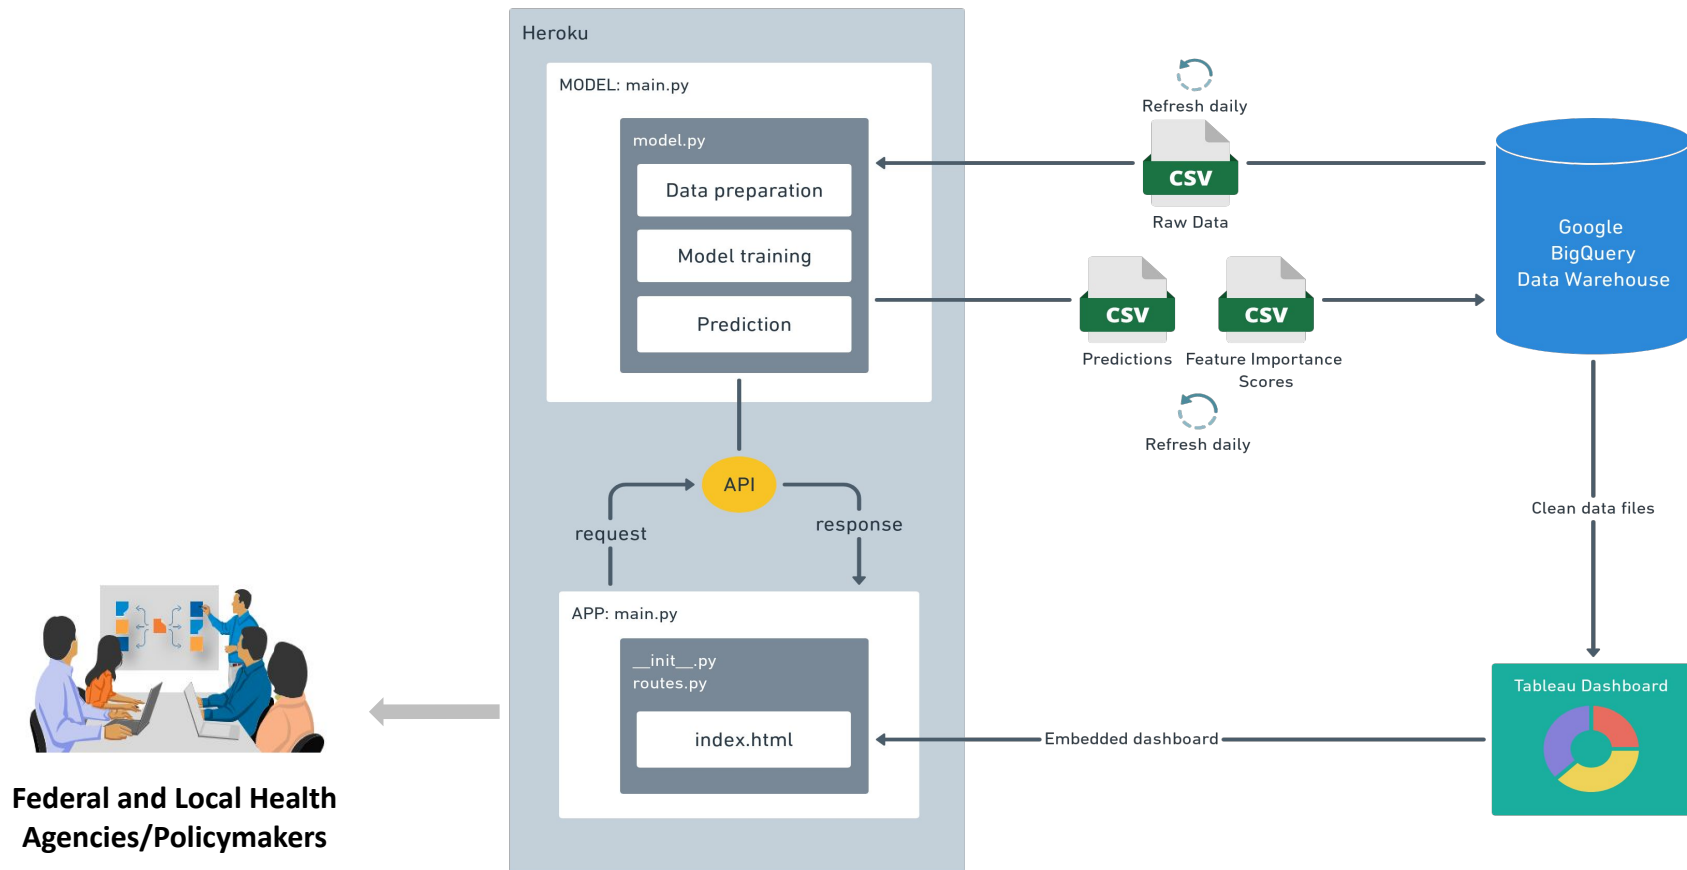 Heroku
MODEL: main.py
model.py
Data preparation
Model training
Prediction
Refresh daily
CSV
Raw Data
CSV
CSV
Predictions
Feature Importance
Scores
Refresh daily
Google
BigQuery
Data Warehouse
API
request
response
Clean data files
APP: main.py
__init__.py
routes.py
index.html
Embedded dashboard
Tableau Dashboard
Federal and Local Health
Agencies/Policymakers